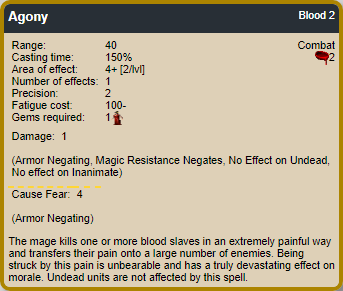 Agony Blood 2
Range: 40 Combat
Casting time: 150% 2
Area of effect: 4+ [2/lvl]
Number of effects: 1
Precision: 2
Fatigue cost: 100-
Gems required: 1
Damage: 1
(Armor Negating, Magic Resistance Negates, No Effect on Undead,
No effect on Inanimate)
Cause Fear: 4
(Armor Negating)
The mage kills one or more blood slaves in an extremely painful way
and transfers their pain onto a large number of enemies. Being
struck by this pain is unbearable and has a truly devastating effect on
morale. Undead units are not affected by this spell.